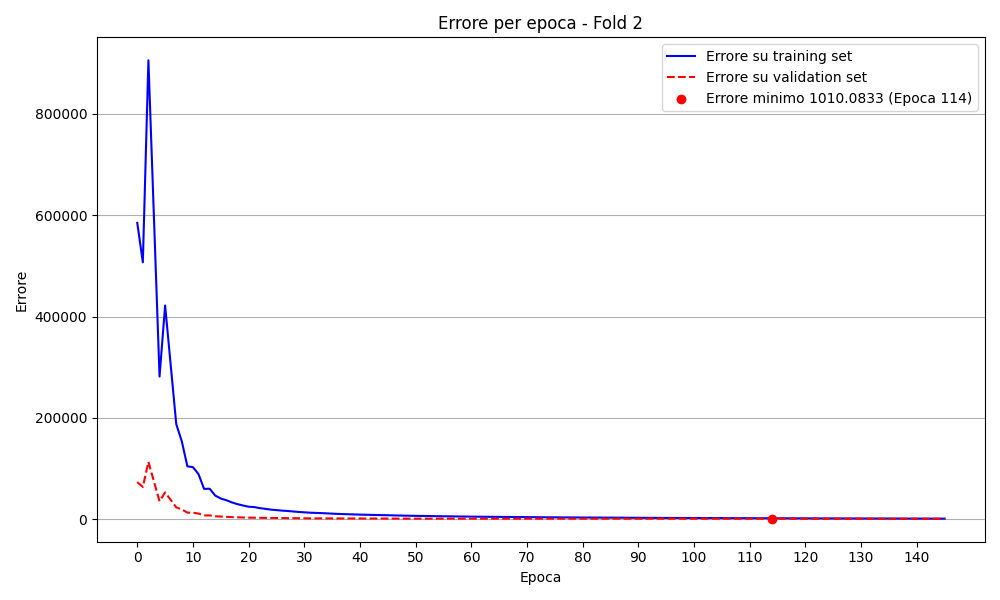 Errore per epoca - Fold 2
Errore su training set
Errore su validation set
Errore minimo 1010.0833 (Epoca 114)
800000
600000
400000
200000
0
Errore
0 10 20 30 40 50 60 70 80 90 100 110 120 130 140
Epoca